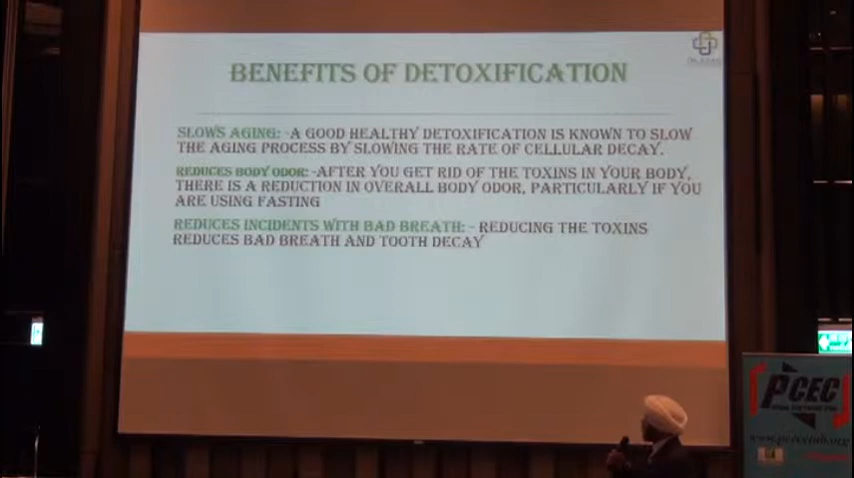 BENEFITS OF DETOXIFICATION
SLOWS AGING: -A GOOD HEALTHY DETOXIFICATION IS KNOWN TO SLOW
THE AGING PROCESS BY SLOWING THE RATE OF CELLULAR DECAY.
REDUCES BODY ODOR: -AFTER YOU GET RID OF THE TOXINS IN YOUR BODY,
THERE IS A REDUCTION IN OVERALL BODY ODOR, PARTICULARLY IF YOU
ARE USING FASTING
REDUCES INCIDENTS WITH BAD BREATH: - REDUCING THE TOXINS
REDUCES BAD BREATH AND TOOTH DECAY
PCEC